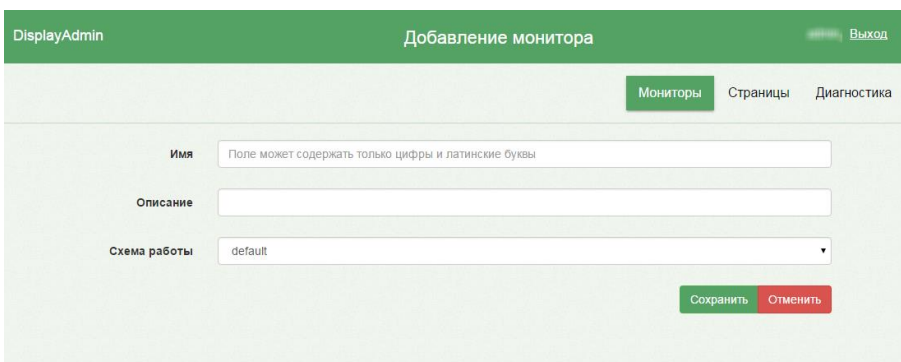 DisplayAdmin
Добавление монитора
Выход
Мониторы
Страницы
Диагностика
Имя
Поле может содержать только цифры и латинские буквы
Описание
Схема работы
default
Сохранить
Отменить